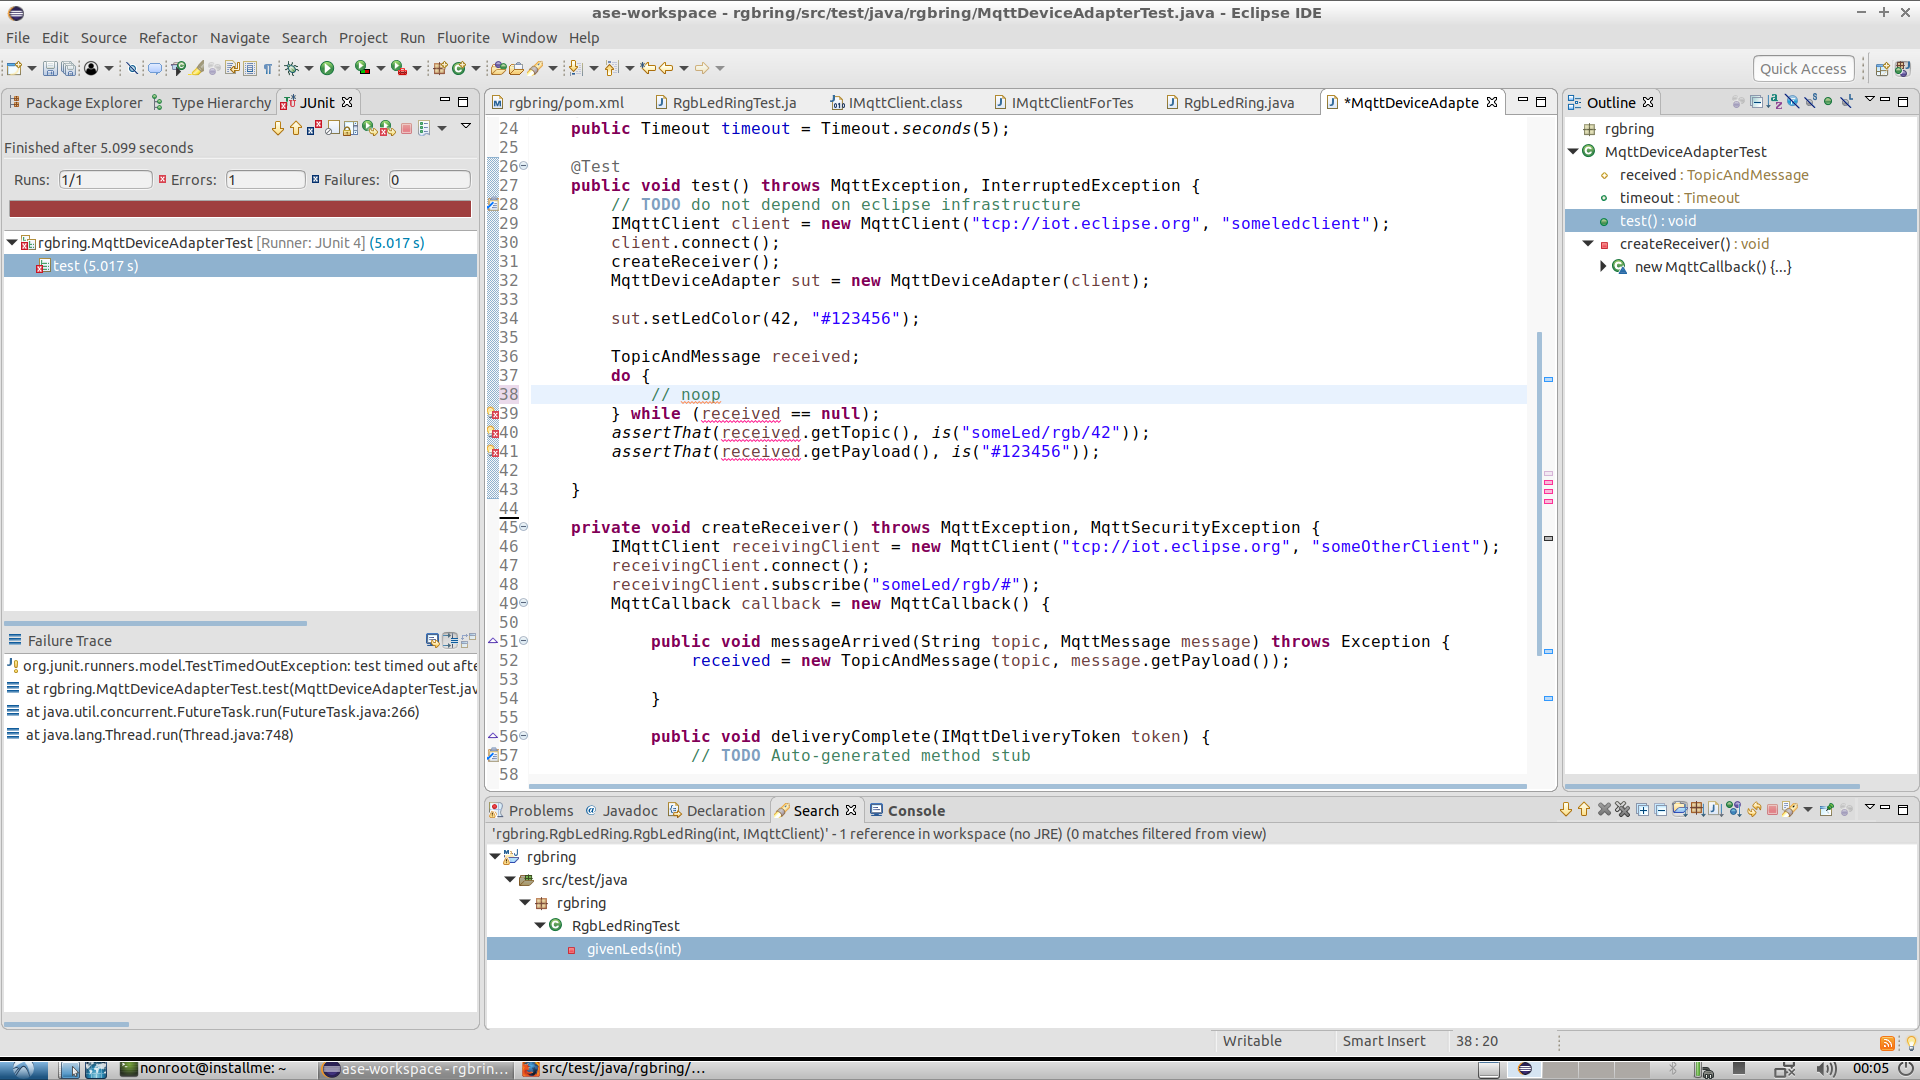 ase-workspace - rgbring/src/test/java/rgbring/MqttDeviceAdapterTest.java - Eclipse IDE
File Edit Source Refactor Navigate Search Project Run Fluorite Window Help
Quick Access
Package Explorer Type Hierarchy JUnit
Finished after 5.099 seconds
Runs: 1/1 Errors: 1 Failures: 0
rgbring.MqttDeviceAdapterTest [Runner: JUnit 4] (5.017 s)
test (5.017 s)
Failure Trace
org.junit.runners.model.TestTimedOutException: test timed out afte
at rgbring.MqttDeviceAdapterTest.test(MqttDeviceAdapterTest.jav
at java.util.concurrent.FutureTask.run(FutureTask.java:266)
at java.lang.Thread.run(Thread.java:748)
rgbring/pom.xml RgbLedRingTest.ja IMqttClient.class IMqttClientForTes RgbLedRing.java *MqttDeviceAdapte
24 public Timeout timeout = Timeout.seconds(5);
25
26 @Test
27 public void test() throws MqttException, InterruptedException {
28 // TODO do not depend on eclipse infrastructure
29 IMqttClient client = new MqttClient("tcp://iot.eclipse.org", "someledclient");
30 client.connect();
31 createReceiver();
32 MqttDeviceAdapter sut = new MqttDeviceAdapter(client);
33
34 sut.setLedColor(42, "#123456");
35
36 TopicAndMessage received;
37 do {
38 // noop
39 } while (received == null);
40 assertThat(received.getTopic(), is("someLed/rgb/42"));
41 assertThat(received.getPayload(), is("#123456"));
42
43 }
44
45 private void createReceiver() throws MqttException, MqttSecurityException {
46 IMqttClient receivingClient = new MqttClient("tcp://iot.eclipse.org", "someOtherClient");
47 receivingClient.connect();
48 receivingClient.subscribe("someLed/rgb/#");
49 MqttCallback callback = new MqttCallback() {
50
51 public void messageArrived(String topic, MqttMessage message) throws Exception {
52 received = new TopicAndMessage(topic, message.getPayload());
53
54 }
55
56 public void deliveryComplete(IMqttDeliveryToken token) {
57 // TODO Auto-generated method stub
58
Outline
rgbring
MqttDeviceAdapterTest
received : TopicAndMessage
timeout : Timeout
test() : void
createReceiver() : void
new MqttCallback() {...}
Problems Javadoc Declaration Search Console
'rgbring.RgbLedRing.RgbLedRing(int, IMqttClient)' - 1 reference in workspace (no JRE) (0 matches filtered from view)
rgbring
src/test/java
rgbring
RgbLedRingTest
givenLeds(int)
Writable Smart Insert 38 : 20
nonroot@installme: ~ ase-workspace - rgbrin... src/test/java/rgbring/... 00:05